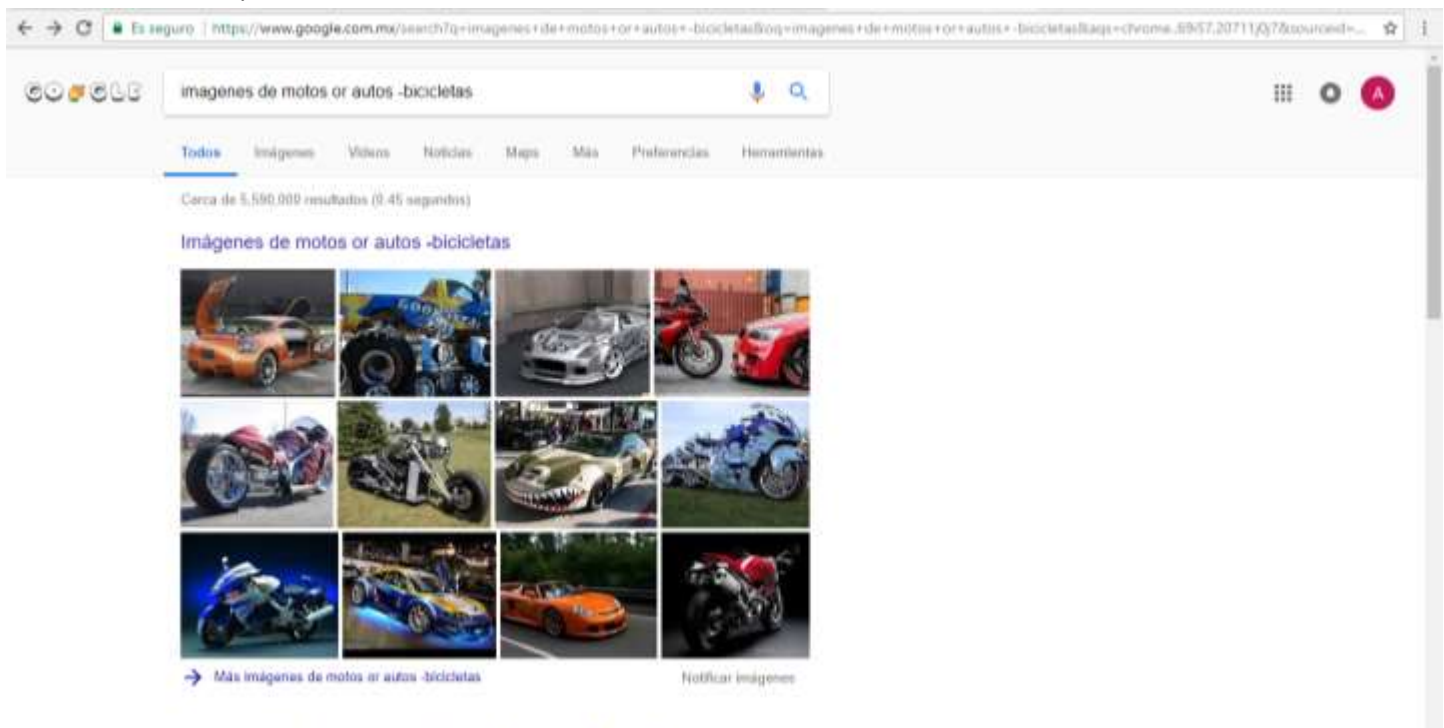 Es seguro | https://www.google.com.mx/search?q=imagenes+de+motos+or+autos+-bicicletas&oq=imagenes+de+motos+or+autos+-bicicletas&aqs=chrome..69i57.20711j0j7&sourceid=...
GOOGLE
imagenes de motos or autos -bicicletas
A
Todos Imágenes Videos Noticias Maps Más Preferencias Herramientas
Cerca de 5,590,000 resultados (0.45 segundos)
Imágenes de motos or autos -bicicletas
GOODYEAR
Más imágenes de motos or autos -bicicletas
Notificar imágenes